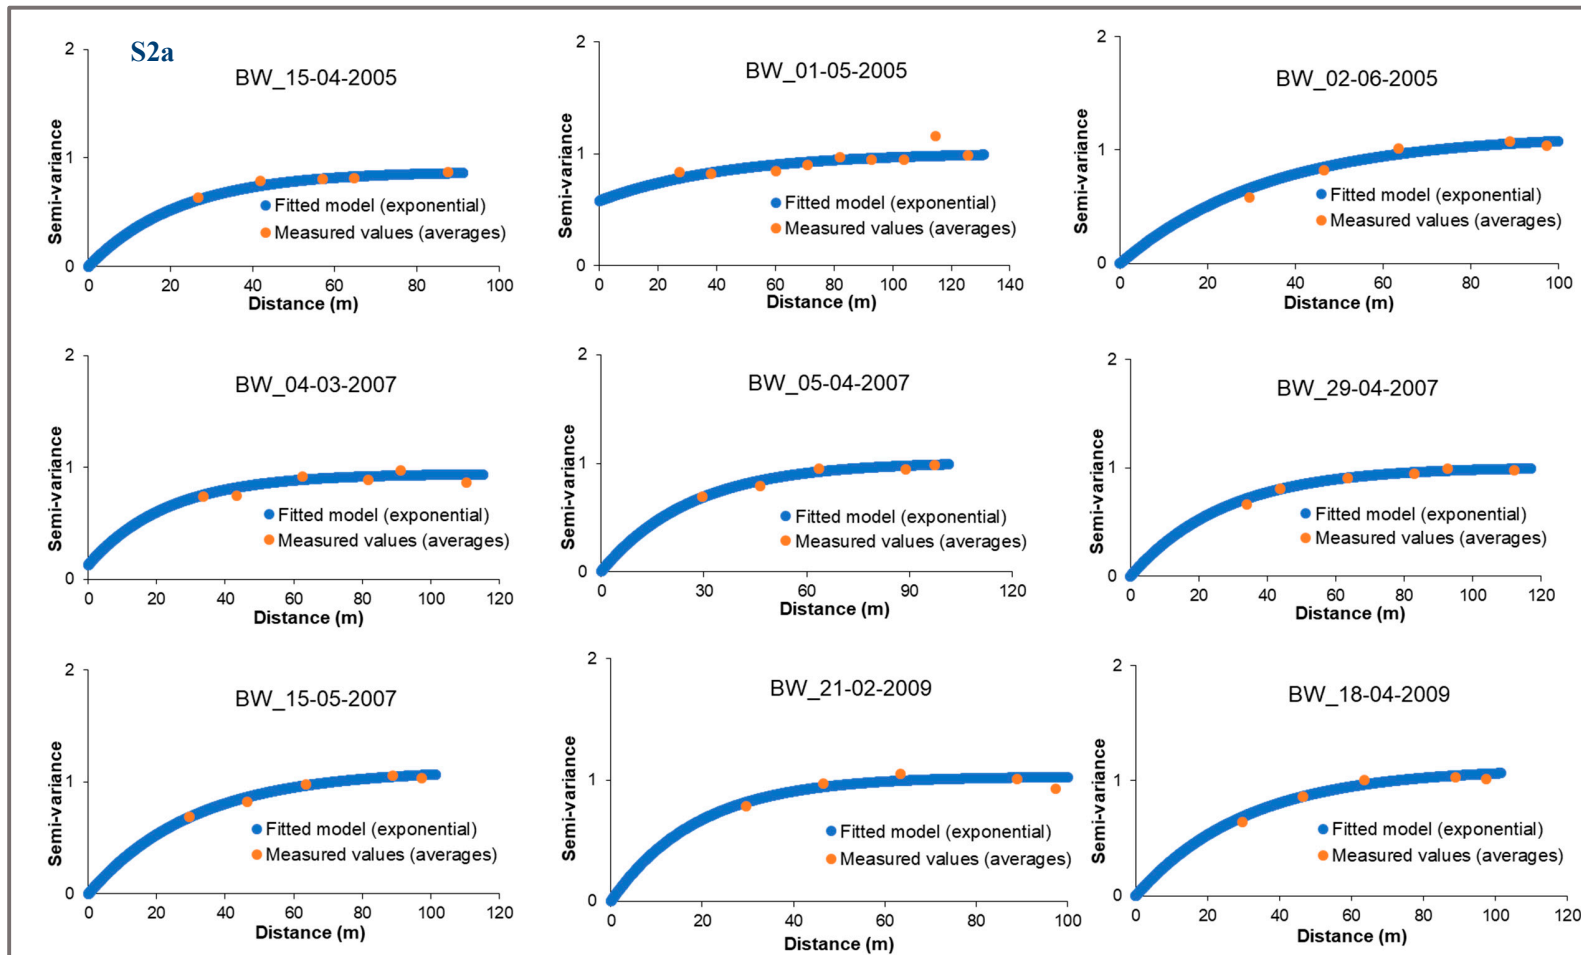 S2a
BW_15-04-2005
Semi-variance
2
1
0
Fitted model (exponential)
Measured values (averages)
0 20 40 60 80 100
Distance (m)
BW_01-05-2005
Semi-variance
2
1
0
Fitted model (exponential)
Measured values (averages)
0 20 40 60 80 100 120 140
Distance (m)
BW_02-06-2005
Semi-variance
2
1
0
Fitted model (exponential)
Measured values (averages)
0 20 40 60 80 100
Distance (m)
BW_04-03-2007
Semi-variance
2
1
0
Fitted model (exponential)
Measured values (averages)
0 20 40 60 80 100 120
Distance (m)
BW_05-04-2007
Semi-variance
2
1
0
Fitted model (exponential)
Measured values (averages)
0 30 60 90 120
Distance (m)
BW_29-04-2007
Semi-variance
2
1
0
Fitted model (exponential)
Measured values (averages)
0 20 40 60 80 100 120
Distance (m)
BW_15-05-2007
Semi-variance
2
1
0
Fitted model (exponential)
Measured values (averages)
0 20 40 60 80 100 120
Distance (m)
BW_21-02-2009
Semi-variance
2
1
0
Fitted model (exponential)
Measured values (averages)
0 20 40 60 80 100
Distance (m)
BW_18-04-2009
Semi-variance
2
1
0
Fitted model (exponential)
Measured values (averages)
0 20 40 60 80 100 120
Distance (m)